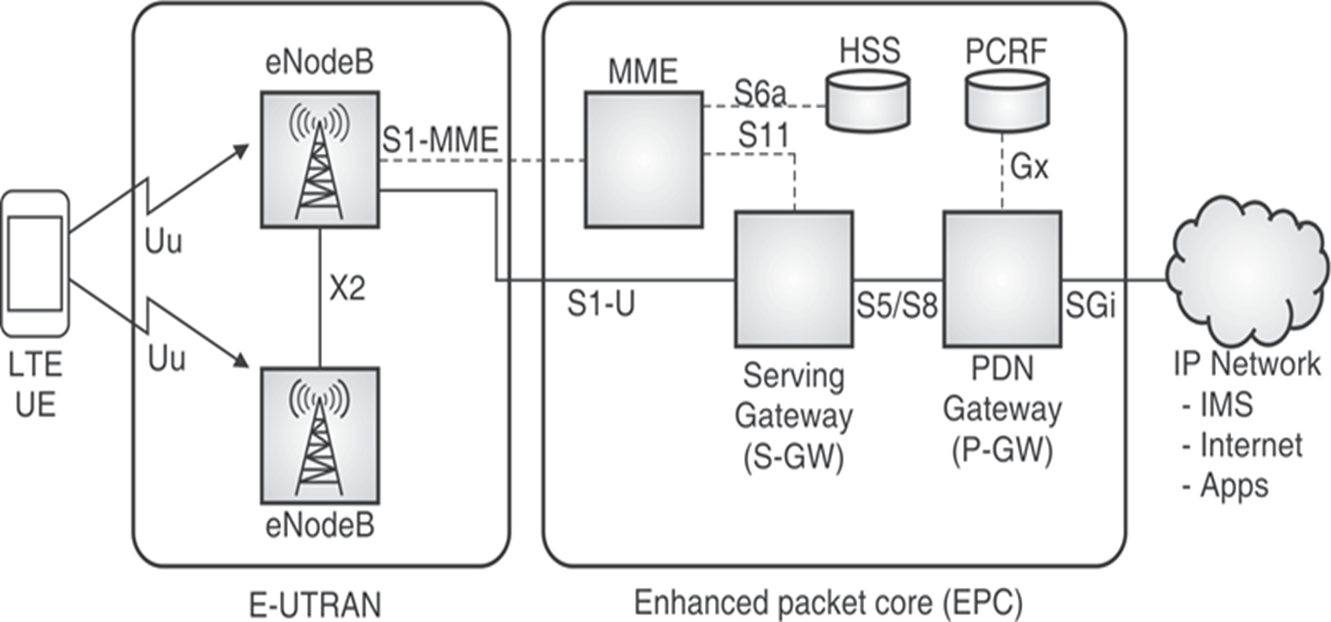 eNodeB
MME
HSS
PCRF
S6a
S1-MME
S11
Gx
Uu
X2
S1-U
S5/S8
SGi
Uu
LTE
UE
Serving
Gateway
(S-GW)
PDN
Gateway
(P-GW)
IP Network
- IMS
- Internet
- Apps
eNodeB
E-UTRAN
Enhanced packet core (EPC)